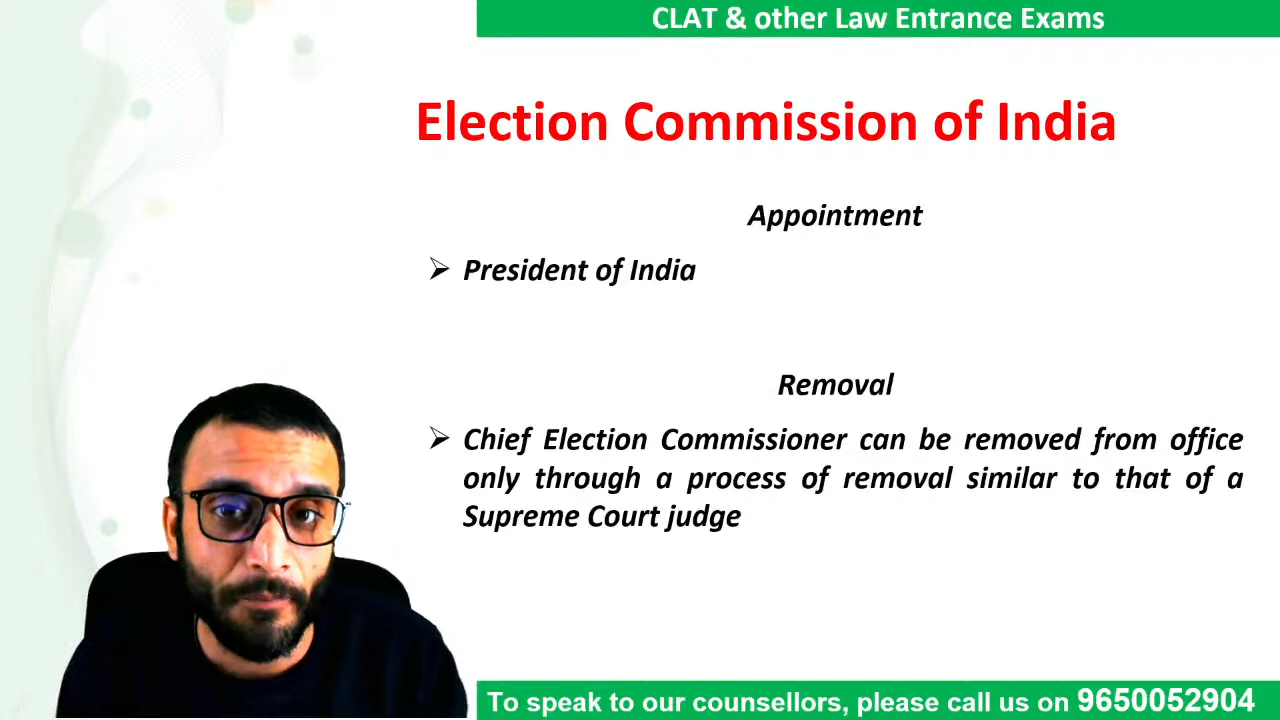 CLAT & other Law Entrance Exams
Election Commission of India
Appointment
➢ President of India
Removal
➢ Chief Election Commissioner can be removed from office
only through a process of removal similar to that of a
Supreme Court judge
To speak to our counsellors, please call us on 9650052904